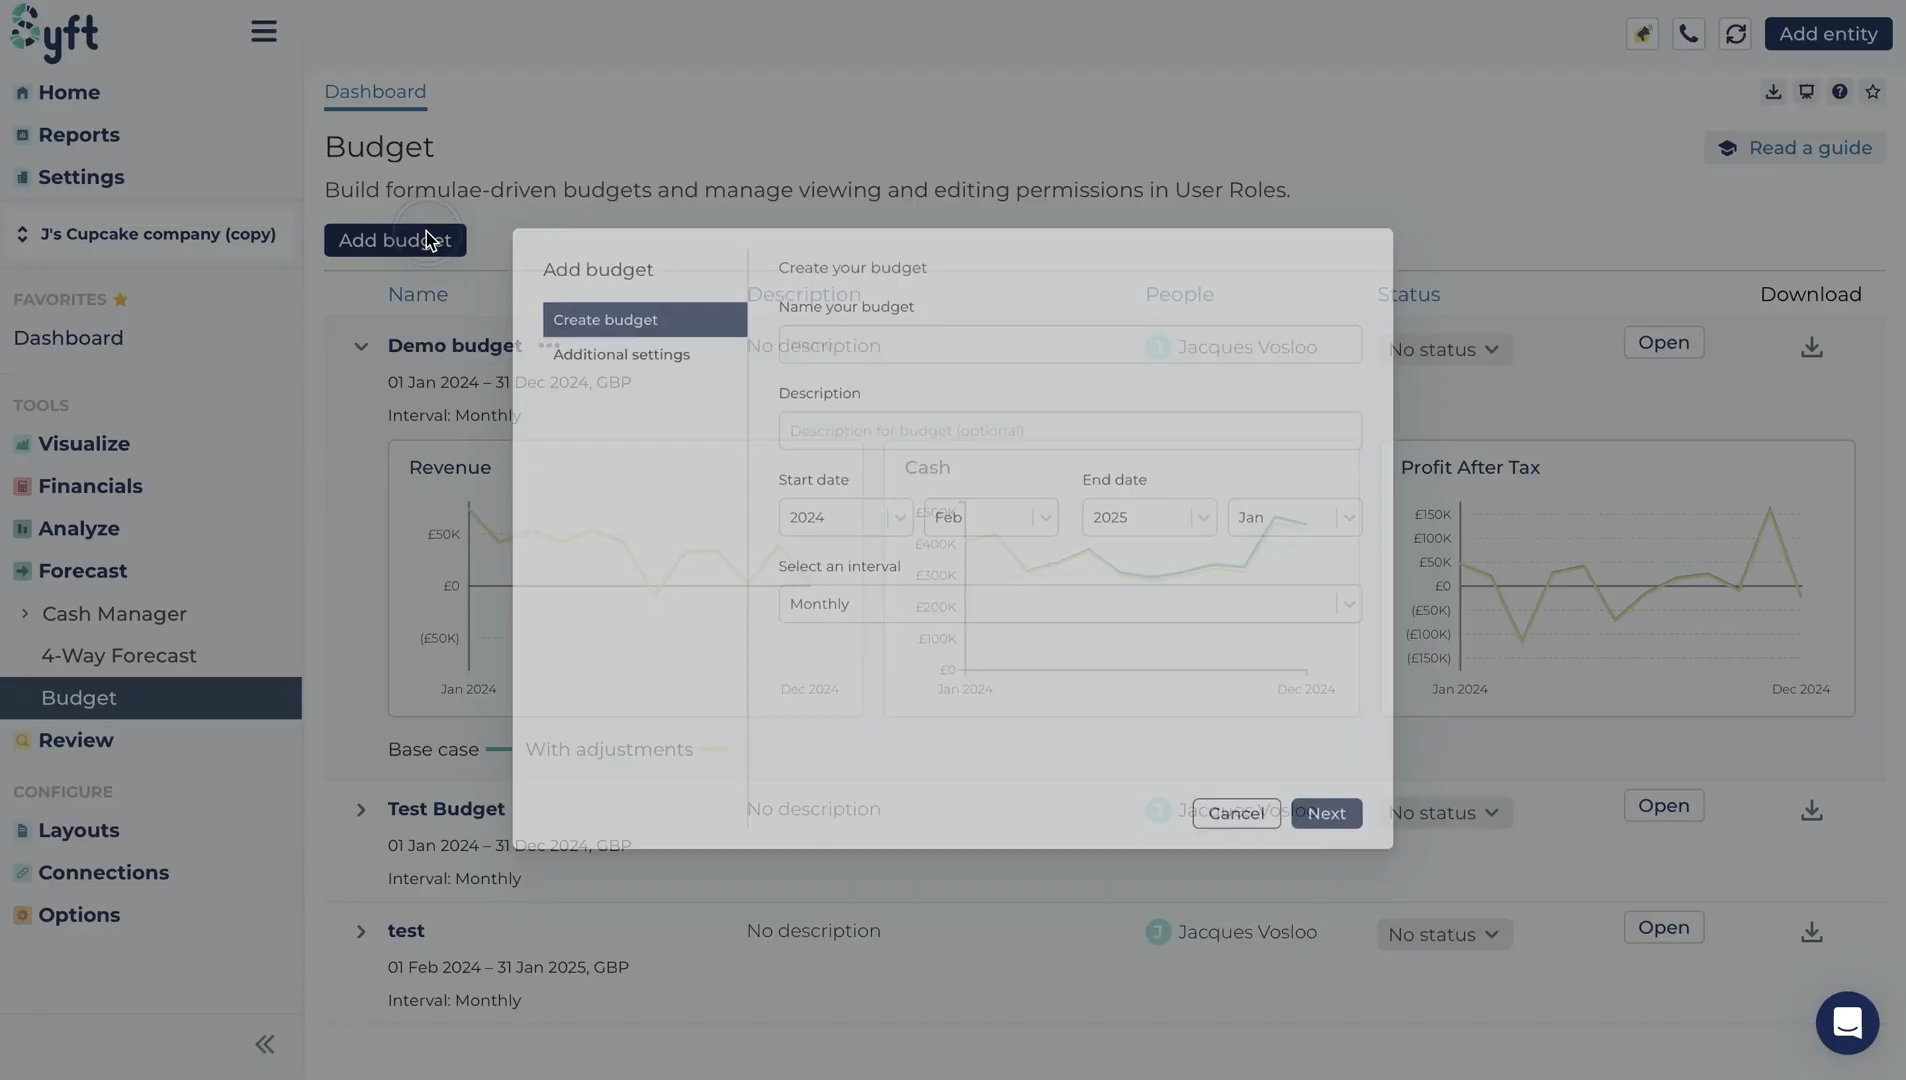 Syft
Add entity
Home
Reports
Settings
J's Cupcake company (copy)
FAVORITES
Dashboard
TOOLS
Visualize
Financials
Analyze
Forecast
Cash Manager
4-Way Forecast
Budget
Review
CONFIGURE
Layouts
Connections
Options
Dashboard
Budget
Read a guide
Build formulae-driven budgets and manage viewing and editing permissions in User Roles.
Add budget
Name
Description
People
Status
Download
Demo budget
No description
J
Jacques Vosloo
No status
Open
01 Jan 2024 – 31 Dec 2024, GBP
Interval: Monthly
Revenue
£50K
£0
(£50K)
Jan 2024
Dec 2024
Cash
£500K
£400K
£300K
£200K
£100K
£0
Jan 2024
Dec 2024
Profit After Tax
£150K
£100K
£50K
£0
(£50K)
(£100K)
(£150K)
Jan 2024
Dec 2024
Base case
With adjustments
Test Budget
No description
J
Jacques Vosloo
No status
Open
01 Jan 2024 – 31 Dec 2024, GBP
Interval: Monthly
test
No description
J
Jacques Vosloo
No status
Open
01 Feb 2024 – 31 Jan 2025, GBP
Interval: Monthly
Add budget
Create budget
Additional settings
Create your budget
Name your budget
Description
Description for budget (optional)
Start date
End date
2024
Feb
2025
Jan
Select an interval
Monthly
Cancel
Next